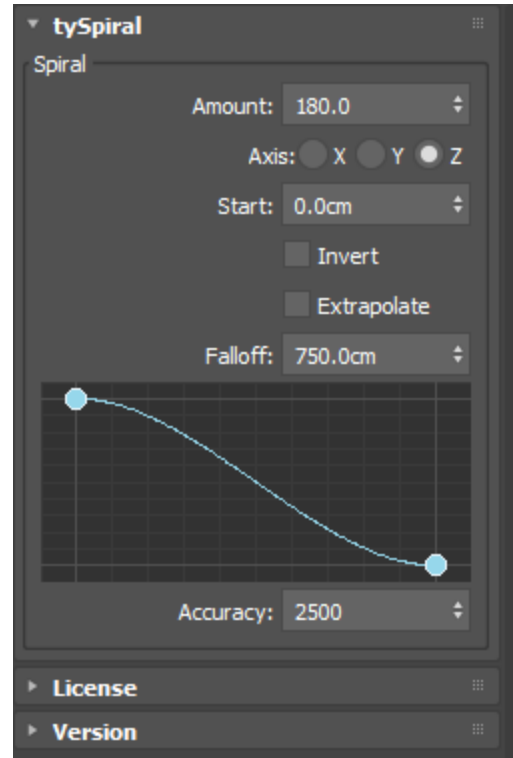 tySpiral
Spiral
Amount: 180.0
Axis: X Y Z
Start: 0.0cm
Invert
Extrapolate
Falloff: 750.0cm
Accuracy: 2500
License
Version